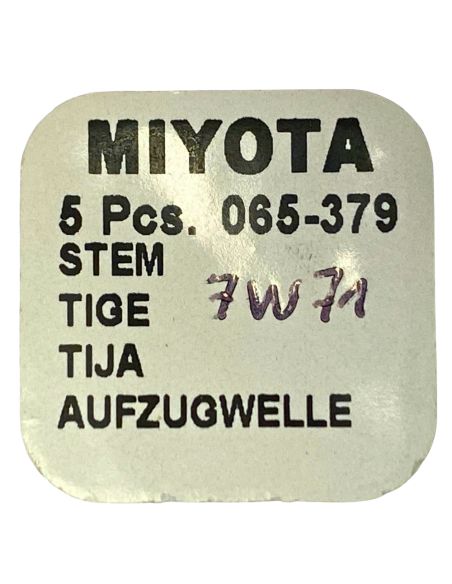 MIYOTA
5 Pcs. 065-379
STEM
TIGE 7W71
TIJA
AUFZUGWELLE